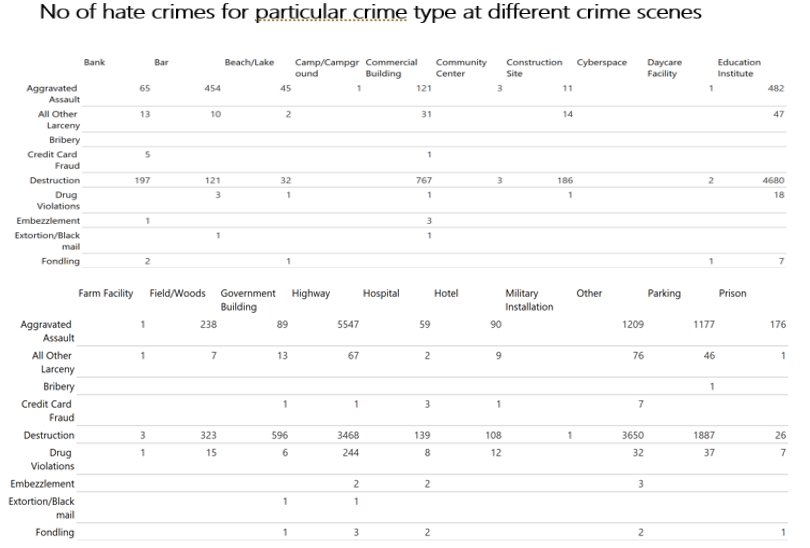 No of hate crimes for particular crime type at different crime scenes
Bank Bar Beach/Lake Camp/Campgr Commercial Community Construction Cyberspace Daycare Education
ound Building Center Site Facility Institute
Aggravated 65 454 45 1 121 3 11 1 482
Assault
All Other 13 10 2 31 14 47
Larceny
Bribery
Credit Card 5 1
Fraud
Destruction 197 121 32 767 3 186 2 4680
Drug 3 1 1 1 18
Violations
Embezzlement 1 3
Extortion/Black 1 1
mail
Fondling 2 1 1 7
Farm Facility Field/Woods Government Highway Hospital Hotel Military Other Parking Prison
Building Installation
Aggravated 1 238 89 5547 59 90 1209 1177 176
Assault
All Other 1 7 13 67 2 9 76 46 1
Larceny
Bribery 1
Credit Card 1 1 3 1 7
Fraud
Destruction 3 323 596 3468 139 108 1 3650 1887 26
Drug 1 15 6 244 8 12 32 37 7
Violations
Embezzlement 2 2 3
Extortion/Black 1 1
mail
Fondling 1 3 2 2 1